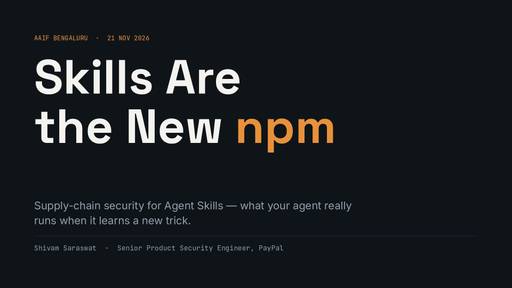 AAIF BENGALURU · 21 NOV 2026
Skills Are
the New npm
Supply-chain security for Agent Skills — what your agent really
runs when it learns a new trick.
Shivam Saraswat · Senior Product Security Engineer, PayPal